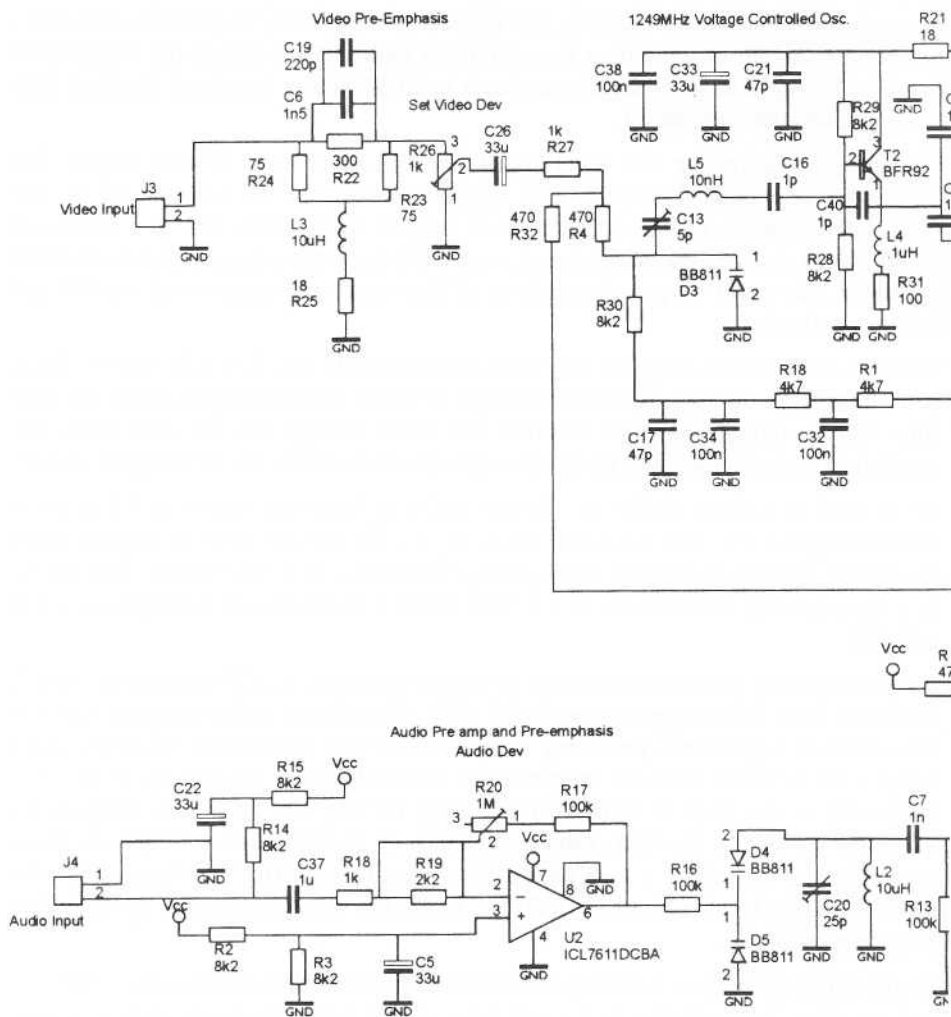 Video Pre-Emphasis
1249MHz Voltage Controlled Osc.
R21
18
C19
220p
C6
1n5
Set Video Dev
C38
100n
C33
33u
C21
47p
GND
GND
GND
GND
R29
8k2
3
2
T2
BFR92
1
75
R24
300
R22
R26
1k
3
2
1
C26
33u
1k
R27
R23
75
J3
1
2
Video Input
GND
L3
10uH
GND
18
R25
GND
470
R32
470
R4
L5
10nH
C16
1p
C13
5p
C40
1p
BB811
D3
1
2
GND
R28
8k2
L4
.1uH
R31
100
GND
GND
R30
8k2
R18
4k7
R1
4k7
C17
47p
C34
100n
C32
100n
GND
GND
GND
Vcc
R
47
Audio Pre amp and Pre-emphasis
Audio Dev
C22
33u
R15
8k2
Vcc
R14
8k2
GND
J4
1
2
Audio Input
C37
1u
R18
1k
R19
2k2
R20
1M
3
1
2
R17
100k
Vcc
7
8
GND
2
3
6
4
GND
U2
ICL7611DCBA
Vcc
R2
8k2
R3
8k2
GND
C5
33u
GND
R16
100k
2
D4
BB811
1
1
D5
BB811
2
GND
C20
25p
GND
L2
10uH
GND
C7
1n
R13
100k